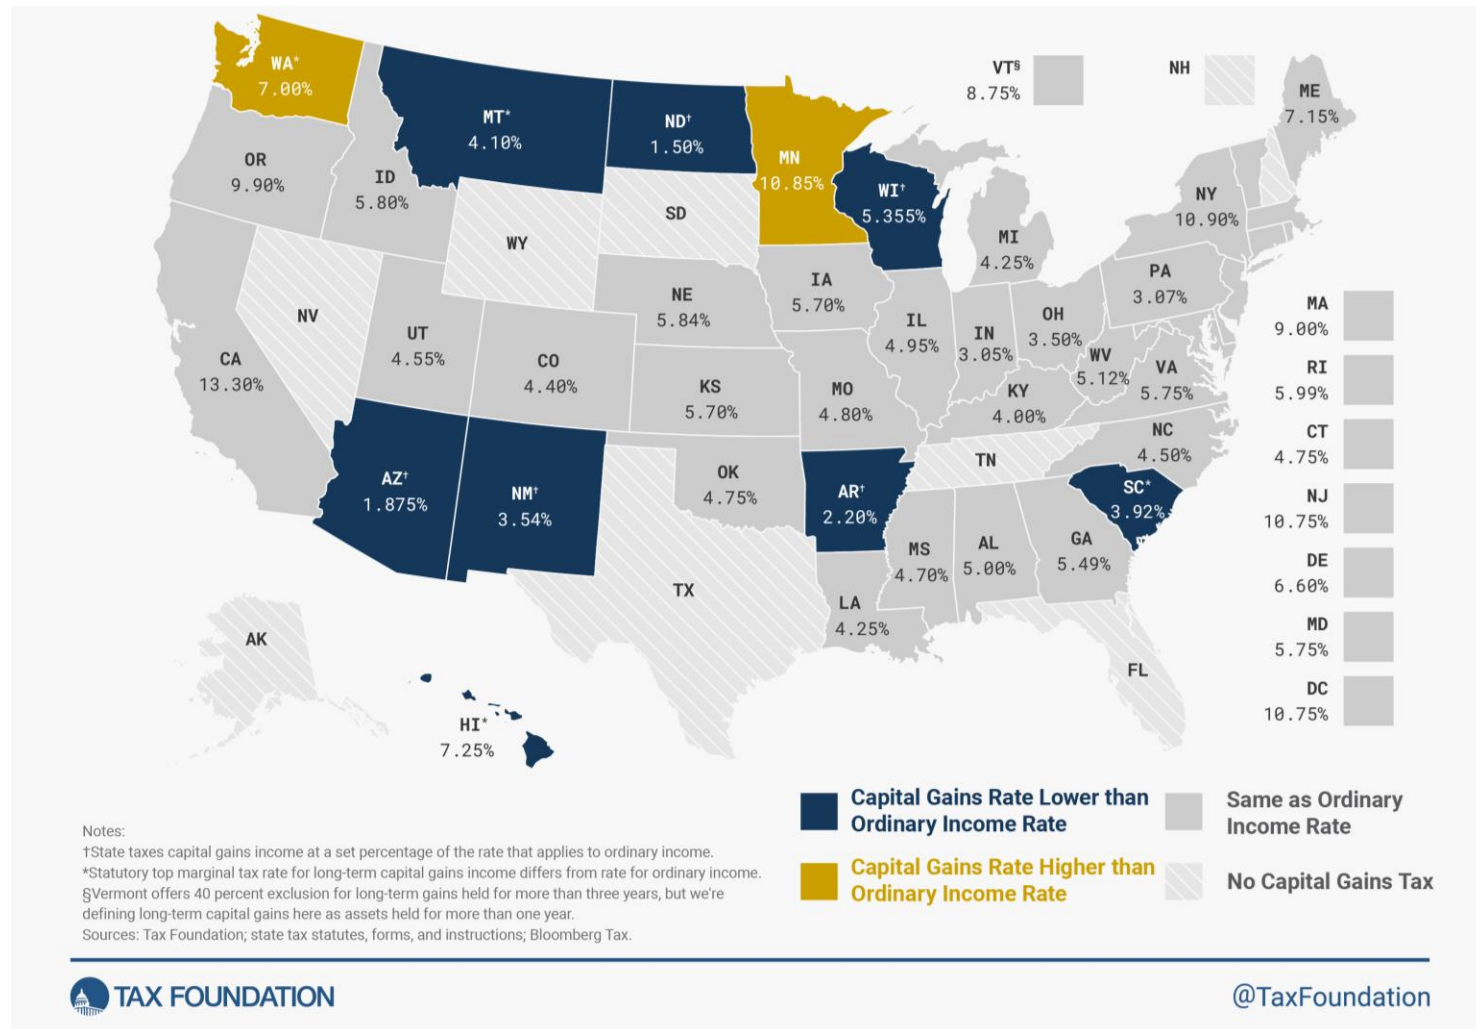 WA*
7.00%
MT*
4.10%
ND†
1.50%
MN
10.85%
WI†
5.355%
VT§
8.75%
NH
ME
7.15%
OR
9.90%
ID
5.80%
WY
SD
NY
10.90%
MI
4.25%
PA
3.07%
NV
UT
4.55%
CO
4.40%
NE
5.84%
IA
5.70%
IL
4.95%
IN
3.05%
OH
3.50%
WV
5.12%
VA
5.75%
CA
13.30%
KS
5.70%
MO
4.80%
KY
4.00%
NC
4.50%
TN
AZ†
1.875%
NM†
3.54%
OK
4.75%
AR†
2.20%
SC*
3.92%
MS
4.70%
AL
5.00%
GA
5.49%
TX
LA
4.25%
FL
AK
HI*
7.25%
MA
9.00%
RI
5.99%
CT
4.75%
NJ
10.75%
DE
6.60%
MD
5.75%
DC
10.75%
Capital Gains Rate Lower than
Ordinary Income Rate
Same as Ordinary
Income Rate
Capital Gains Rate Higher than
Ordinary Income Rate
No Capital Gains Tax
Notes:
†State taxes capital gains income at a set percentage of the rate that applies to ordinary income.
*Statutory top marginal tax rate for long-term capital gains income differs from rate for ordinary income.
§Vermont offers 40 percent exclusion for long-term gains held for more than three years, but we're
defining long-term capital gains here as assets held for more than one year.
Sources: Tax Foundation; state tax statutes, forms, and instructions; Bloomberg Tax.
TAX FOUNDATION
@TaxFoundation